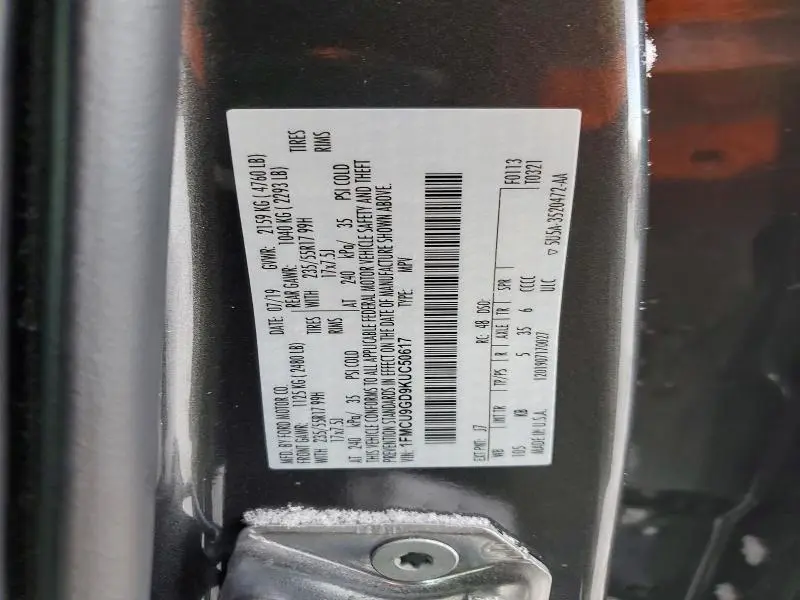 MFD. BY FORD MOTOR CO.
DATE: 07/19 GVWR: 2159 KG ( 4760 LB)
FRONT GAWR: 1125 KG ( 2480 LB) REAR GAWR: 1040 KG ( 2293 LB)
WITH 235/55R17 99H TIRES WITH 235/55R17 99H TIRES
17x7.5J RIMS 17x7.5J RIMS
AT 240 kPa/ 35 PSI COLD AT 240 kPa/ 35 PSI COLD
THIS VEHICLE CONFORMS TO ALL APPLICABLE FEDERAL MOTOR VEHICLE SAFETY AND THEFT
PREVENTION STANDARDS IN EFFECT ON THE DATE OF MANUFACTURE SHOWN ABOVE.
VIN: 1FMCU9GD9KUC50617 TYPE: MPV
EXT PNT: J7 RC: 48 DSO: F0113
WB INT TR TP/PS R AXLE TR SPR T0321
105 KB 5 35 6 CCCC
MADE IN U.S.A. ULC ▽ 5U5A-3520472-AA